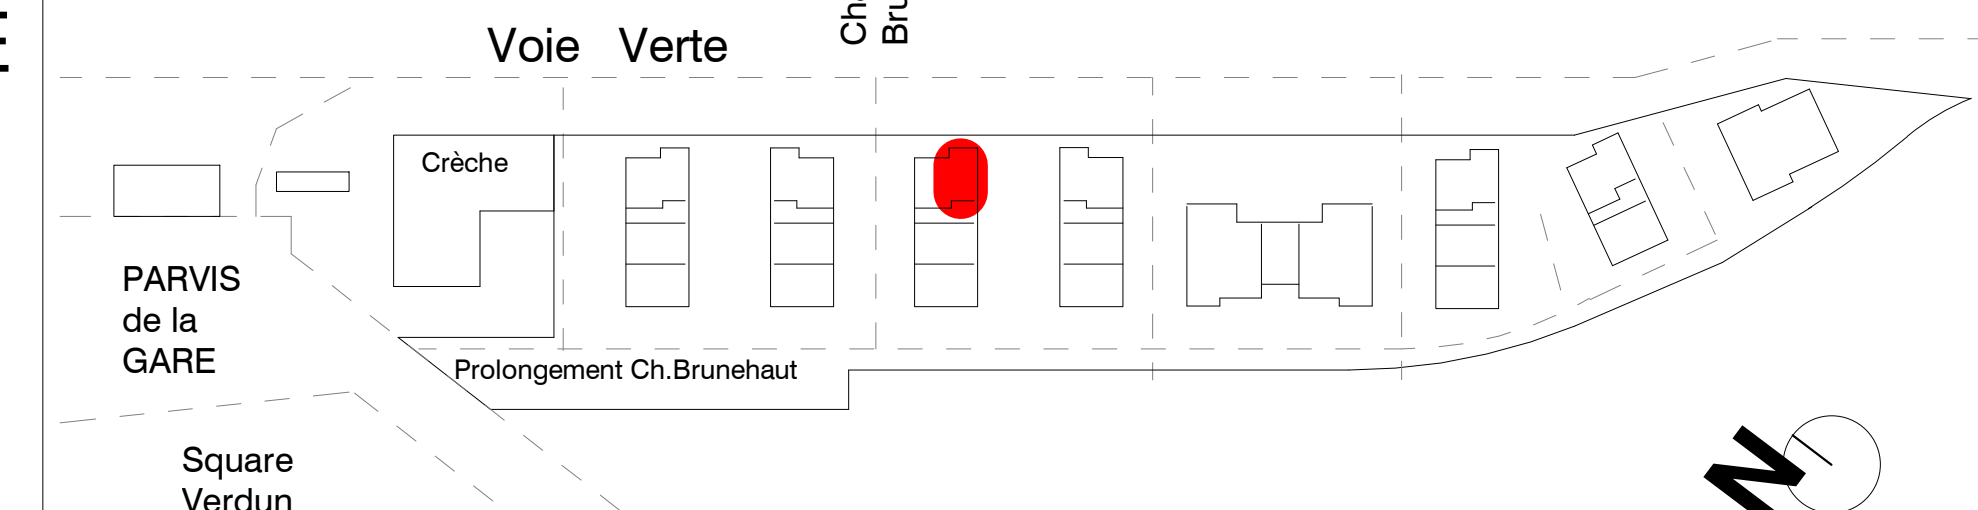 Voie Verte
Crèche
PARVIS
de la
GARE
Prolongement Ch.Brunehaut
Square
Verdun
N